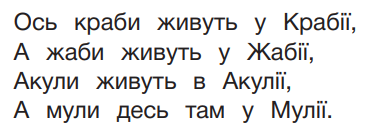 Ось краби живуть у Крабії,
А жаби живуть у Жабії,
Акули живуть в Акулії,
А мули десь там у Мулії.